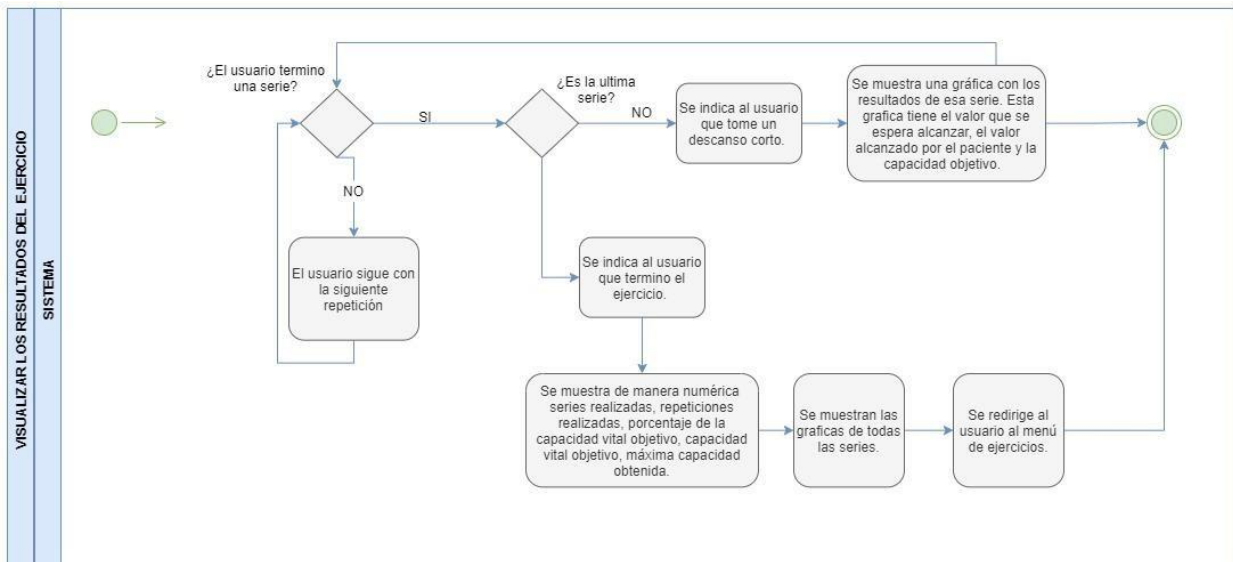 VISUALIZAR LOS RESULTADOS DEL EJERCICIO
SISTEMA
¿El usuario termino
una serie?
SI
NO
El usuario sigue con
la siguiente
repetición
¿Es la ultima
serie?
NO
Se indica al usuario
que tome un
descanso corto.
Se muestra una gráfica con los
resultados de esa serie. Esta
grafica tiene el valor que se
espera alcanzar, el valor
alcanzado por el paciente y la
capacidad objetivo.
Se indica al usuario
que termino el
ejercicio.
Se muestra de manera numérica
series realizadas, repeticiones
realizadas, porcentaje de la
capacidad vital objetivo, capacidad
vital objetivo, máxima capacidad
obtenida.
Se muestran las
graficas de todas
las series.
Se redirige al
usuario al menú
de ejercicios.